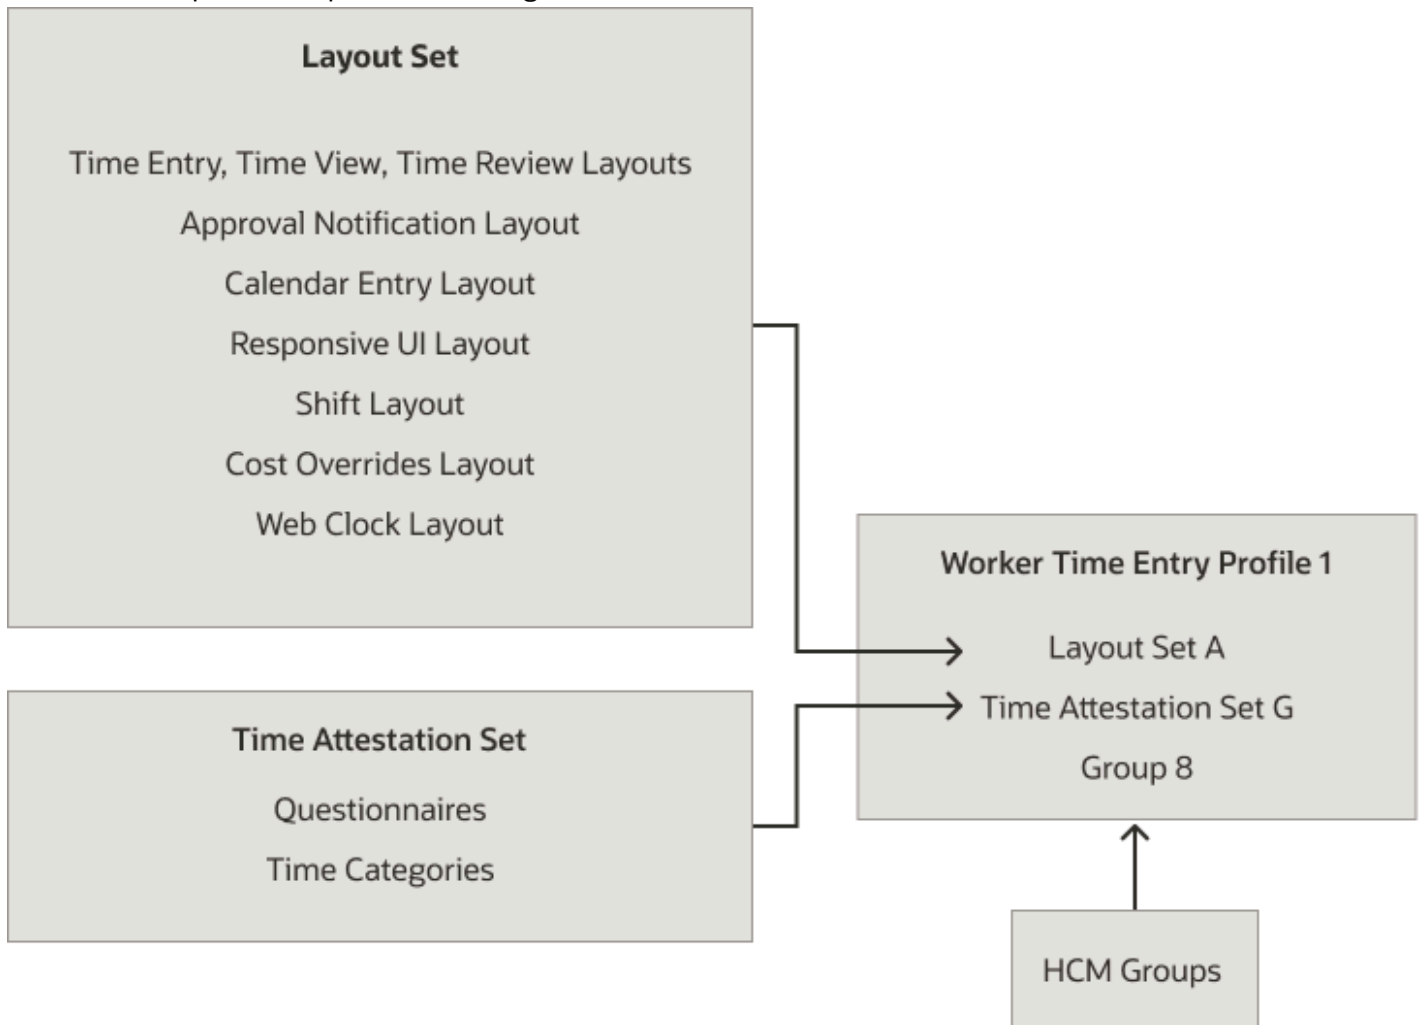 Layout Set
Time Entry, Time View, Time Review Layouts
Approval Notification Layout
Calendar Entry Layout
Responsive UI Layout
Shift Layout
Cost Overrides Layout
Web Clock Layout
Worker Time Entry Profile 1
Layout Set A
Time Attestation Set G
Group 8
Time Attestation Set
Questionnaires
Time Categories
HCM Groups